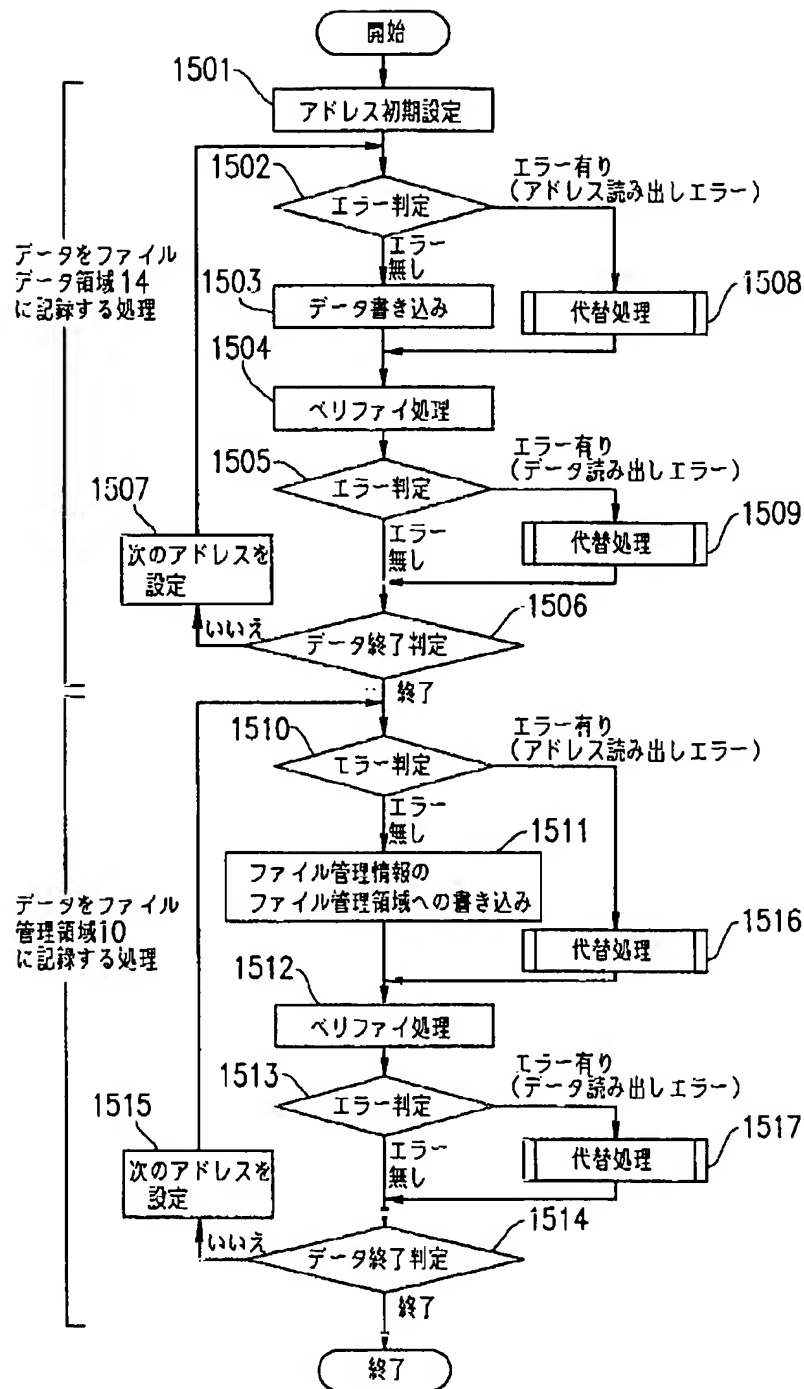 開始
1501
アドレス初期設定
1502
エラー判定
エラー有り
(アドレス読み出しエラー)
エラー
無し
データをファイル
データ領域14
に記録する処理
1503
データ書き込み
代替処理
1508
1504
ベリファイ処理
1505
エラー判定
エラー有り
(データ読み出しエラー)
1507
次のアドレスを
設定
エラー
無し
代替処理
1509
いいえ
データ終了判定
1506
終了
1510
エラー判定
エラー有り
(アドレス読み出しエラー)
エラー
無し
1511
ファイル管理情報の
ファイル管理領域への書き込み
データをファイル
管理領域10
に記録する処理
代替処理
1516
1512
ベリファイ処理
1513
エラー判定
エラー有り
(データ読み出しエラー)
1515
次のアドレスを
設定
エラー
無し
代替処理
1517
いいえ
データ終了判定
1514
終了
終了